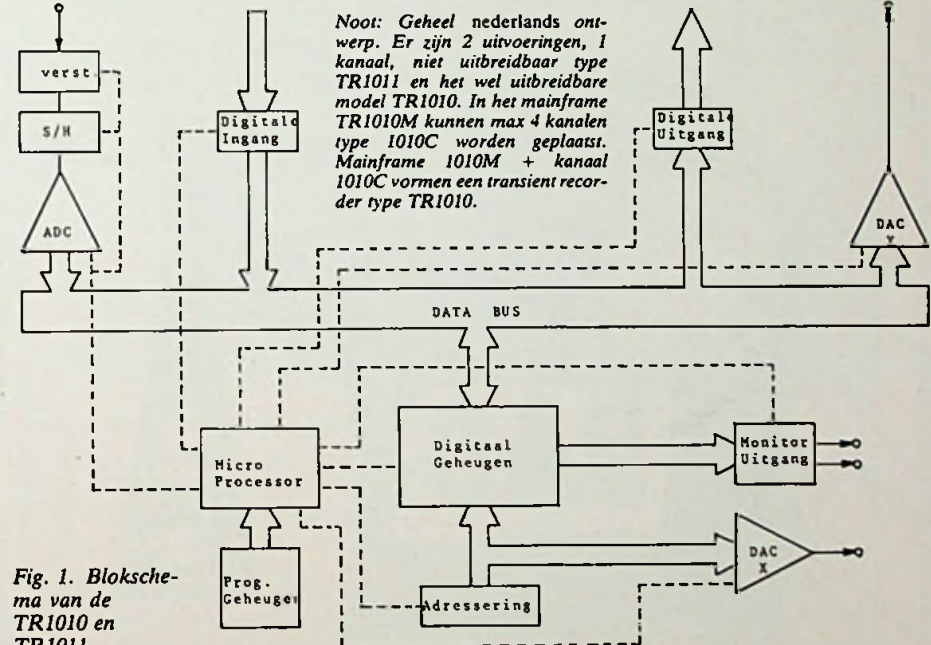 Noot: Geheel nederlands ont-
werp. Er zijn 2 uitvoeringen, 1
kanaal, niet uitbreidbaar type
TR1011 en het wel uitbreidbare
model TR1010. In het mainframe
TR1010M kunnen max 4 kanalen
type 1010C worden geplaatst.
Mainframe 1010M + kanaal
1010C vormen een transient recor-
der type TR1010.
verst.
S/H
ADC
Digitale
Ingang
Digitale
Uitgang
DAC
Y
DATA BUS
Micro
Processor
Digitaal
Geheugen
Monitor
Uitgang
Prog.
Geheugen
Adressering
DAC
X
Fig. 1. Bloksche-
ma van de
TR1010 en
TR1011